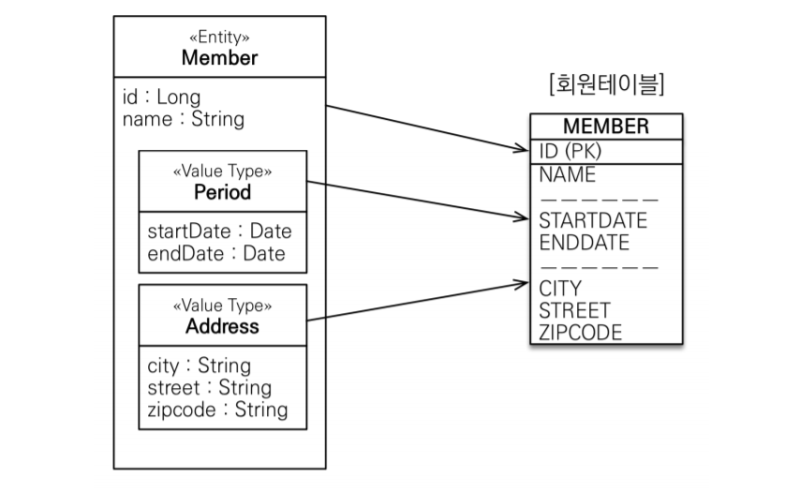 «Entity»
Member
id : Long
name : String
«Value Type»
Period
startDate : Date
endDate : Date
«Value Type»
Address
city : String
street : String
zipcode : String
[회원테이블]
MEMBER
ID (PK)
NAME
——————
STARTDATE
ENDDATE
——————
CITY
STREET
ZIPCODE